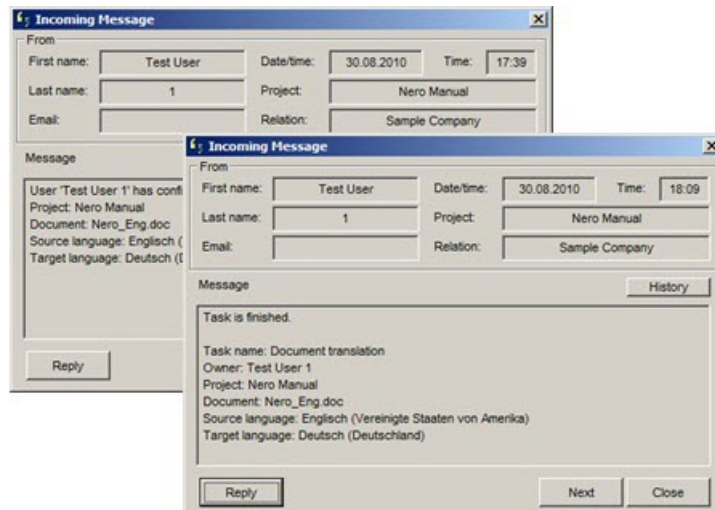 Incoming Message
From
First name: Test User Date/time: 30.08.2010 Time: 17:39
Last name: 1 Project: Nero Manual
Email: Relation: Sample Company
Message
User 'Test User 1' has
Project: Nero Manual
Document: Nero_Eng.doc
Source language: Englisch (
Target language: Deutsch (
Reply
Incoming Message
From
First name: Test User Date/time: 30.08.2010 Time: 18:09
Last name: 1 Project: Nero Manual
Email: Relation: Sample Company
Message History
Task is finished.
Task name: Document translation
Owner: Test User 1
Project: Nero Manual
Document: Nero_Eng.doc
Source language: Englisch (Vereinigte Staaten von Amerika)
Target language: Deutsch (Deutschland)
Reply Next Close